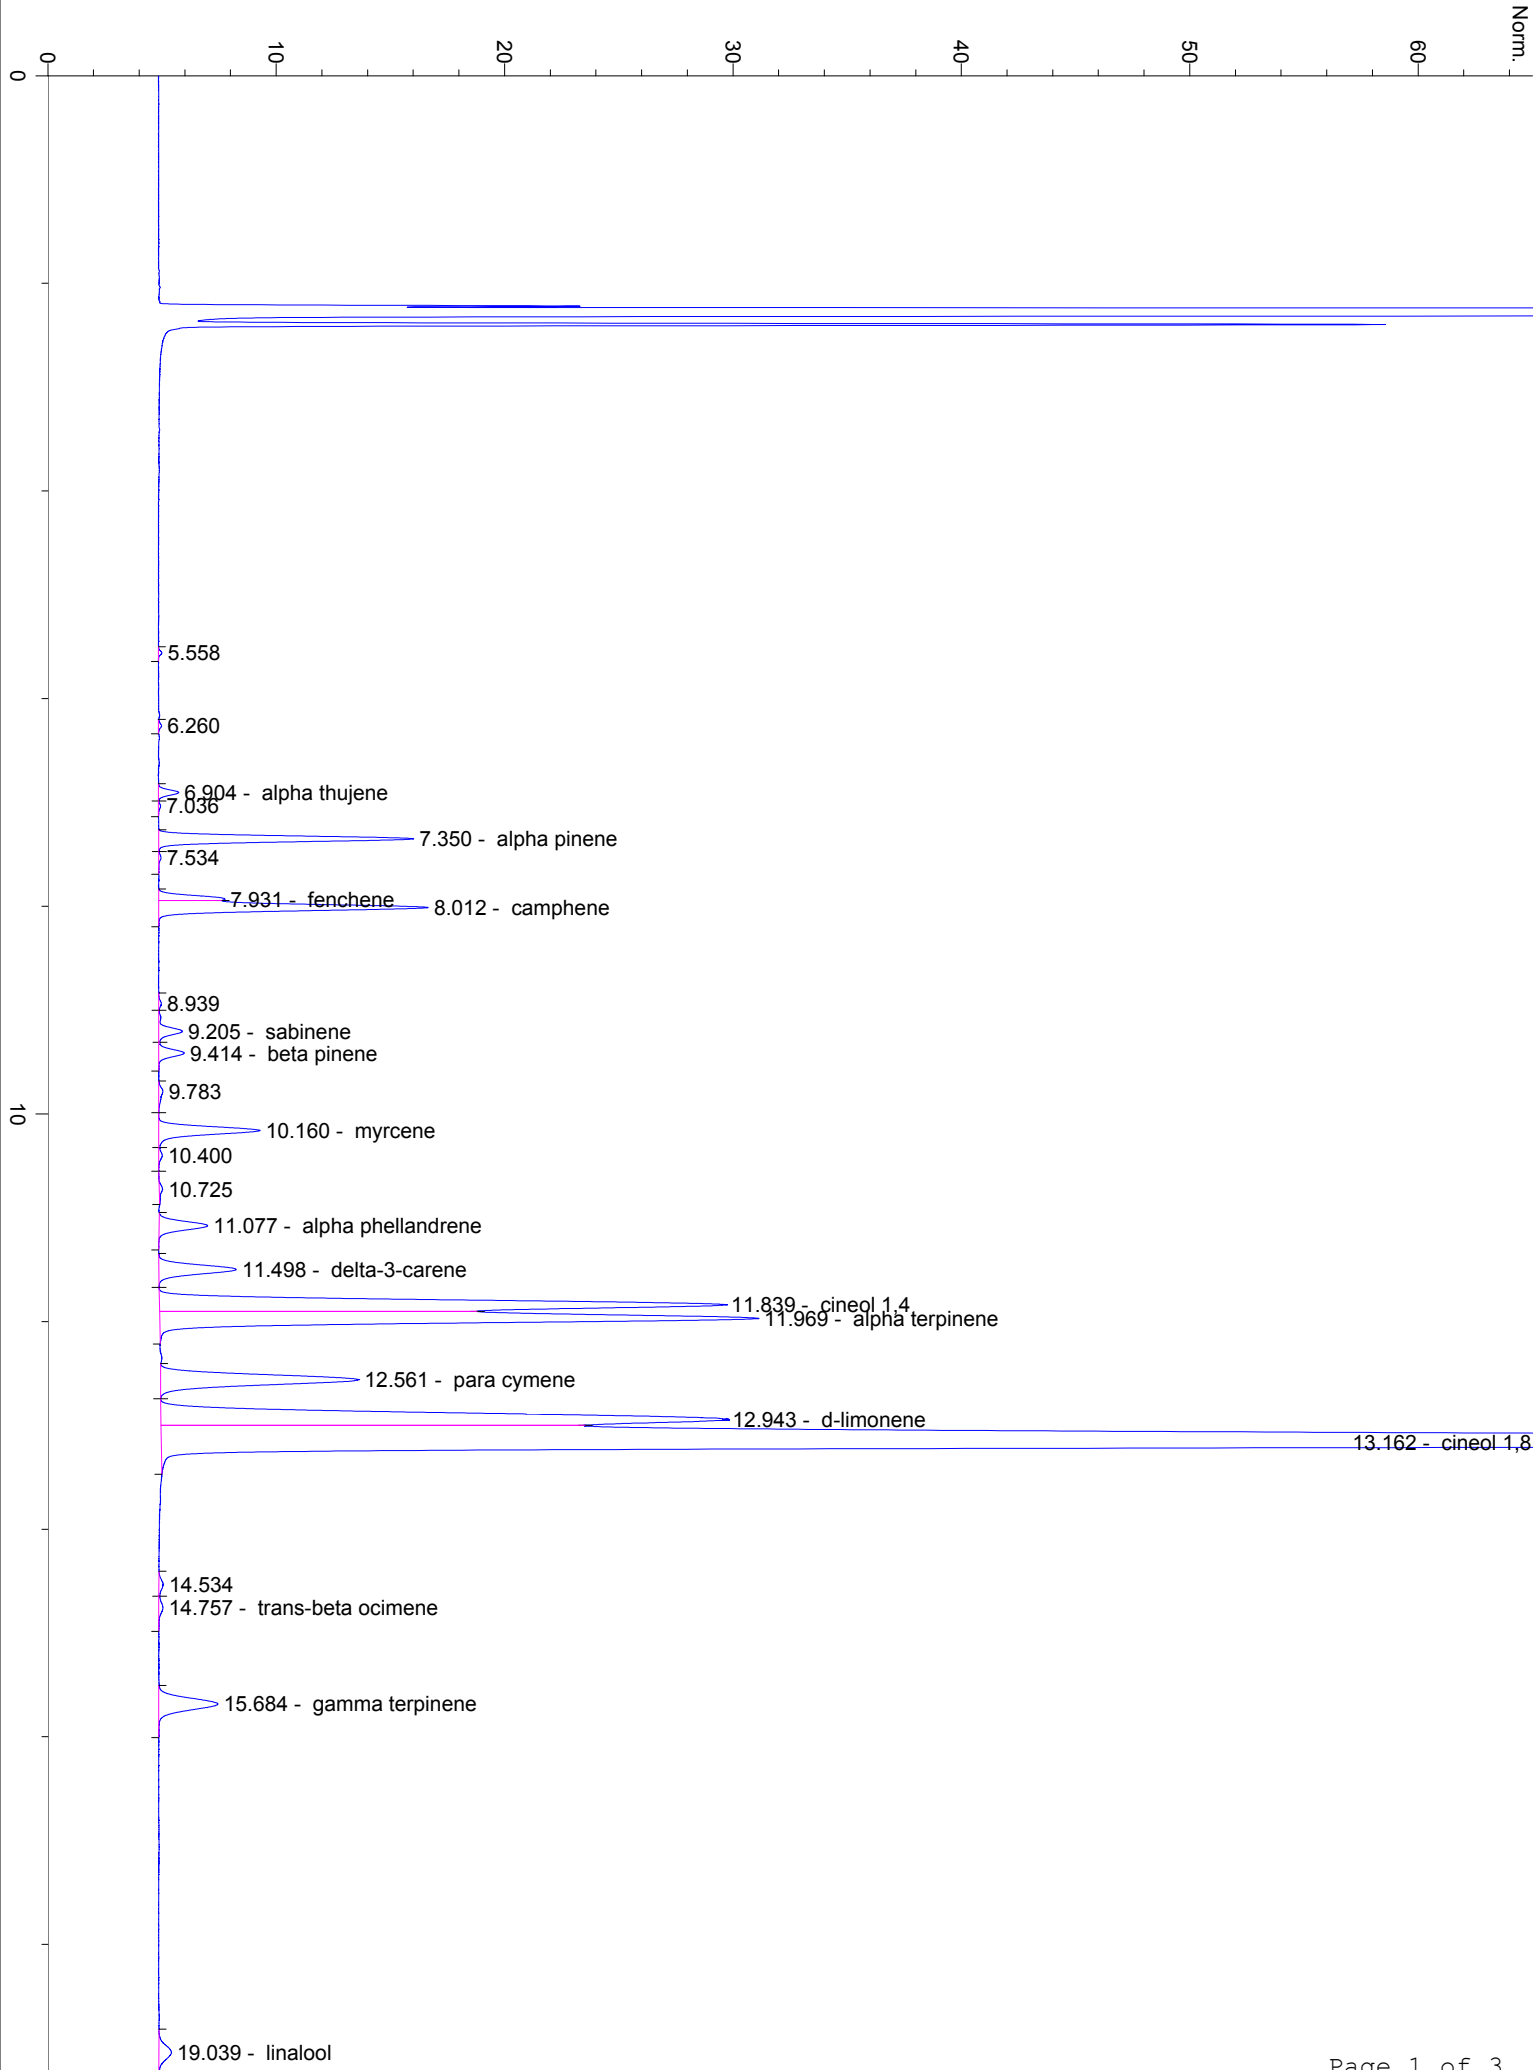 Norm.
0
10
20
30
40
50
60
0
5.558
6.260
6.904 - alpha thujene
7.036
7.350 - alpha pinene
7.534
7.931 - fenchene
8.012 - camphene
8.939
9.205 - sabinene
9.414 - beta pinene
9.783
10
10.160 - myrcene
10.400
10.725
11.077 - alpha phellandrene
11.498 - delta-3-carene
11.839 - cineol 1,4
11.969 - alpha terpinene
12.561 - para cymene
12.943 - d-limonene
13.162 - cineol 1,8
14.534
14.757 - trans-beta ocimene
15.684 - gamma terpinene
19.039 - linalool
Page 1 of 3